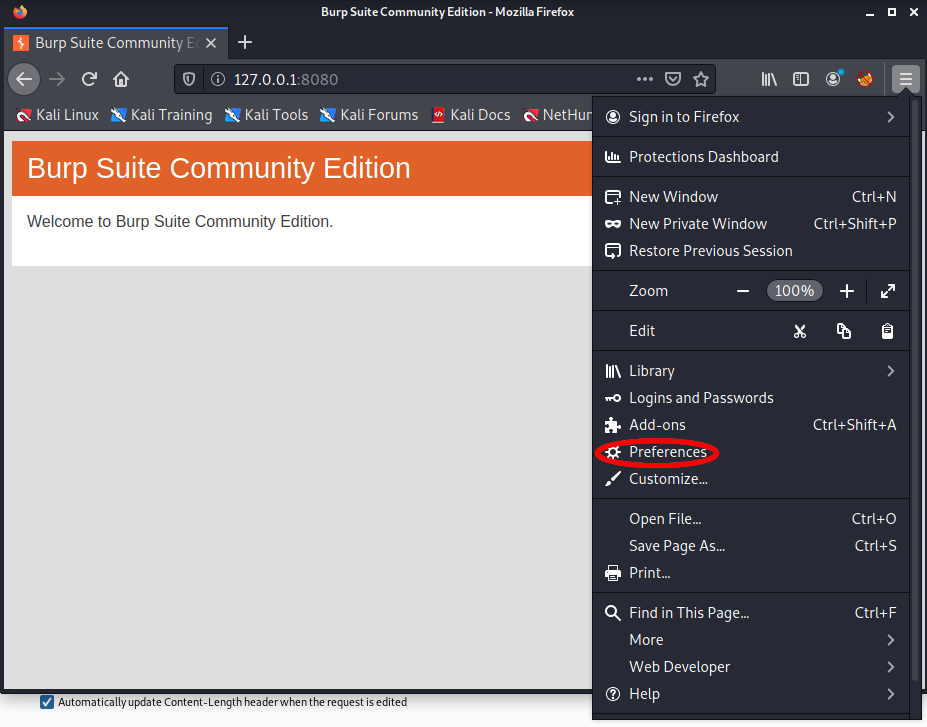 Burp Suite Community Edition - Mozilla Firefox
Burp Suite Community Ed
127.0.0.1:8080
Kali Linux Kali Training Kali Tools Kali Forums Kali Docs NetHun
Burp Suite Community Edition
Welcome to Burp Suite Community Edition.
Sign in to Firefox
Protections Dashboard
New Window Ctrl+N
New Private Window Ctrl+Shift+P
Restore Previous Session
Zoom 100%
Edit
Library
Logins and Passwords
Add-ons Ctrl+Shift+A
Preferences
Customize...
Open File... Ctrl+O
Save Page As... Ctrl+S
Print...
Find in This Page... Ctrl+F
More
Web Developer
Help
Automatically update Content-Length header when the request is edited